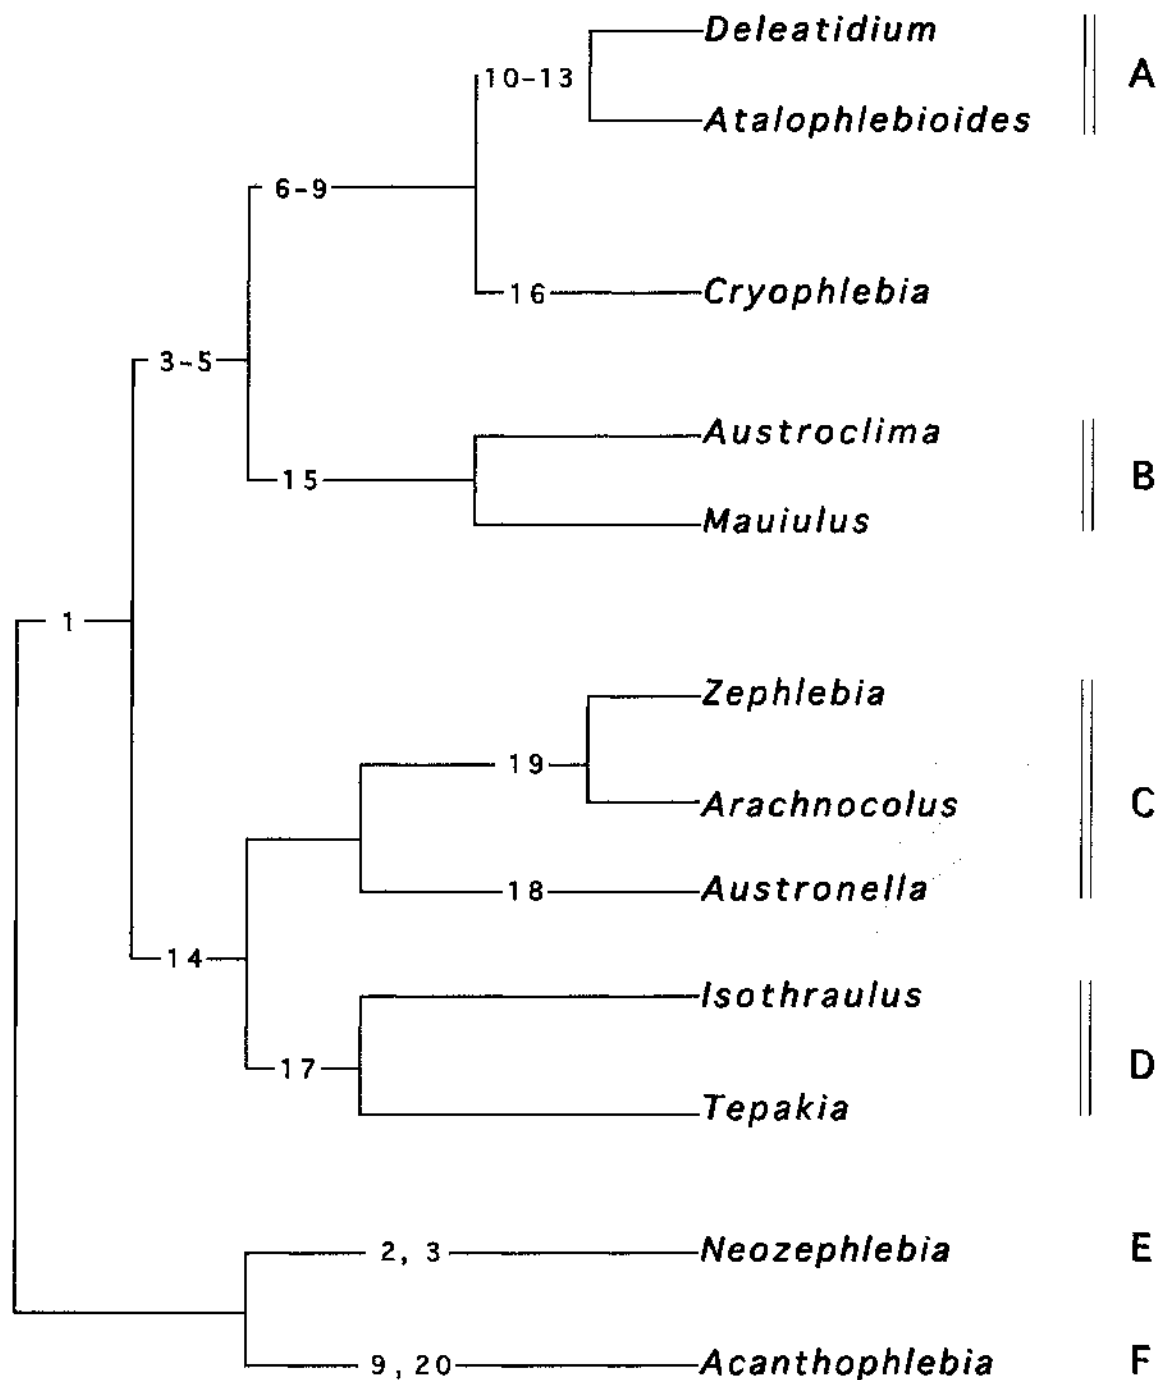 Deleatidium
10-13
A
Atalophlebioides
6-9
16
Cryophlebia
3-5
Austroclima
15
B
Mauiulus
1
Zephlebia
19
Arachnocolus
C
18
Austronella
14
Isothraulus
17
D
Tepakia
2, 3
Neozephlebia
E
9, 20
Acanthophlebia
F